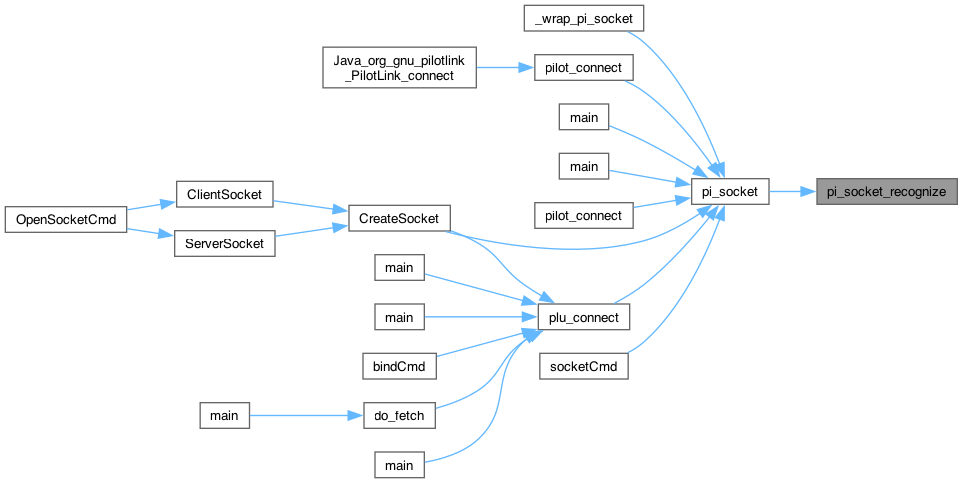 _wrap_pi_socket
Java_org_gnu_pilotlink
_PilotLink_connect
pilot_connect
main
main
pi_socket
pi_socket_recognize
ClientSocket
pilot_connect
OpenSocketCmd
CreateSocket
ServerSocket
main
main
plu_connect
bindCmd
socketCmd
main
do_fetch
main